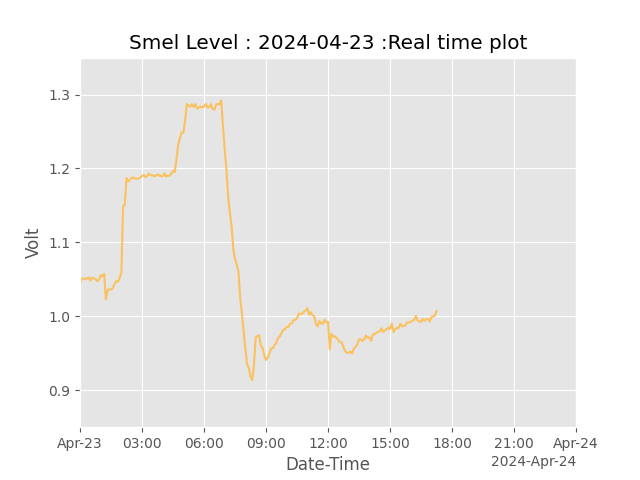 Smel Level : 2024-04-23 :Real time plot
1.3
1.2
1.1
1.0
0.9
Volt
Apr-23 03:00 06:00 09:00 12:00 15:00 18:00 21:00 Apr-24
2024-Apr-24
Date-Time